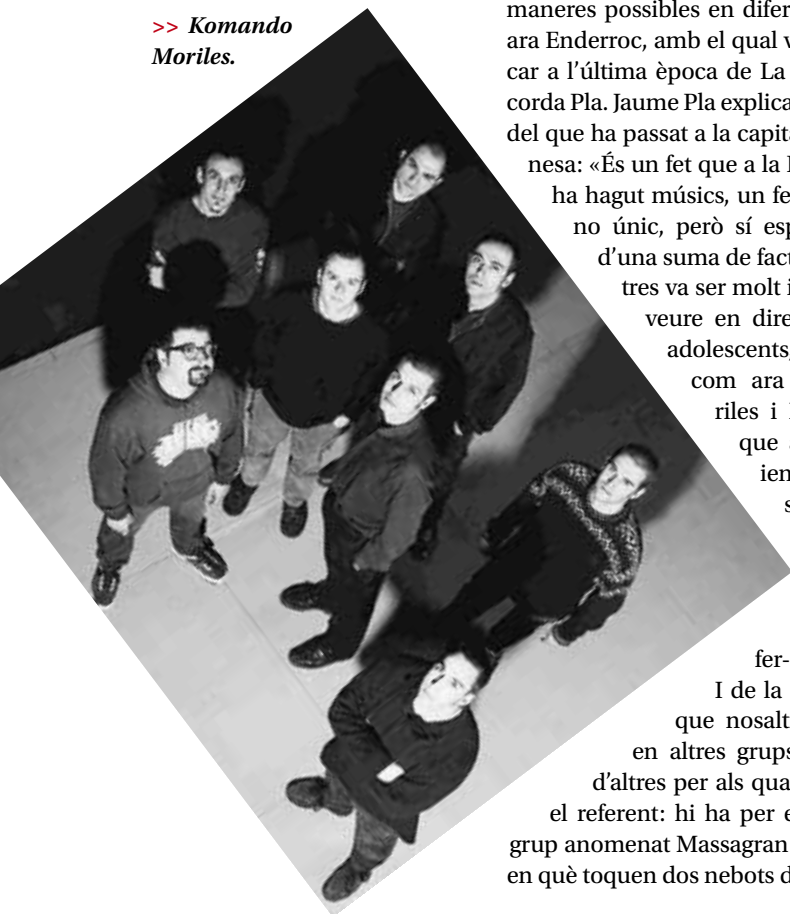 >> Komando
Moriles.
maneres possibles en difer
ara Enderroc, amb el qual v
car a l’última època de La
corda Pla. Jaume Pla explica
del que ha passat a la capita
nesa: «És un fet que a la
ha hagut músics, un fe
no únic, però sí esp
d’una suma de fact
tres va ser molt i
veure en dire
adolescents,
com ara
riles i
que
ien
s
fer-
I de la
que nosalt
en altres grups
d’altres per als qua
el referent: hi ha per e
grup anomenat Massagran
en què toquen dos nebots d